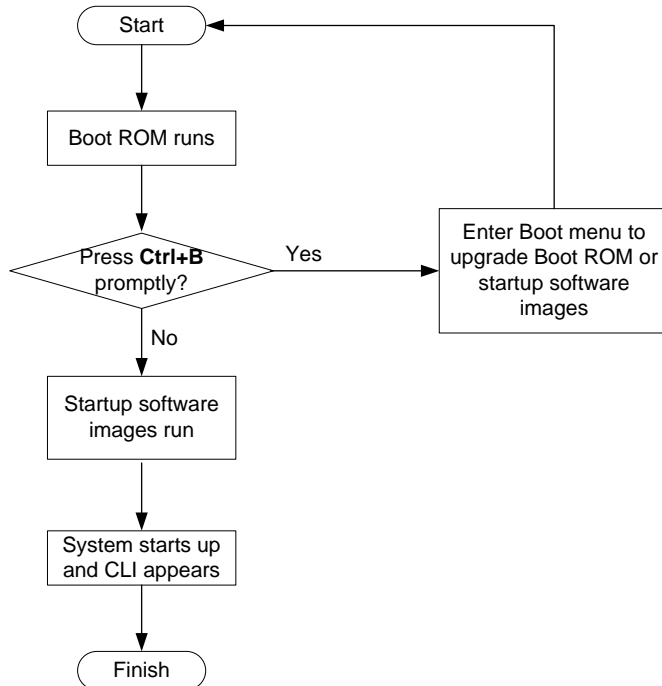 Start
Boot ROM runs
Press Ctrl+B
promptly?
Yes
Enter Boot menu to
upgrade Boot ROM or
startup software
images
No
Startup software
images run
System starts up
and CLI appears
Finish